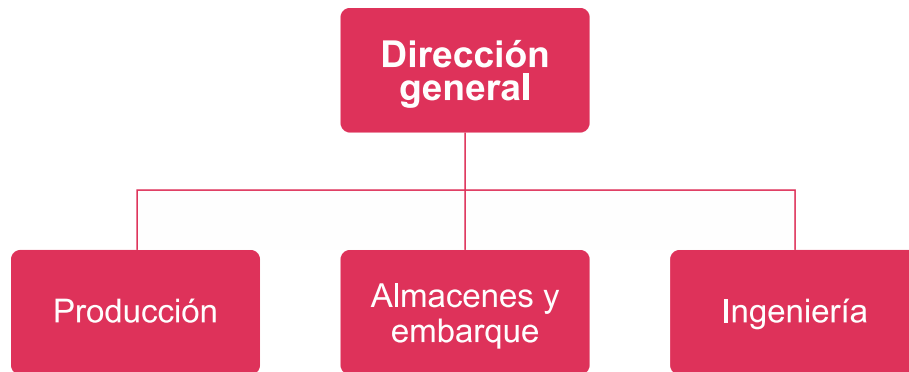 Dirección
general
Producción
Almacenes y
embarque
Ingeniería